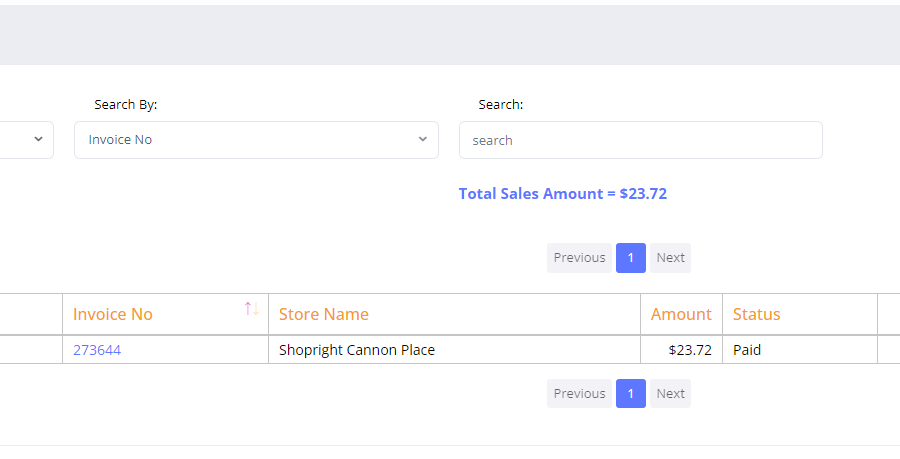 Search By: Search:
Invoice No search
Total Sales Amount = $23.72
Previous 1 Next
Invoice No Store Name Amount Status
273644 Shopright Cannon Place $23.72 Paid
Previous 1 Next